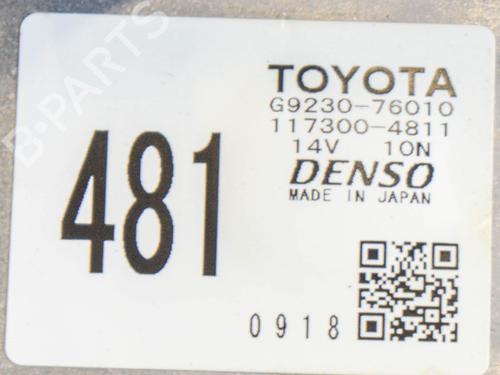 B-PARTS
TOYOTA
G9230-76010
117300-4811
14V 10N
481
DENSO
MADE IN JAPAN
0918